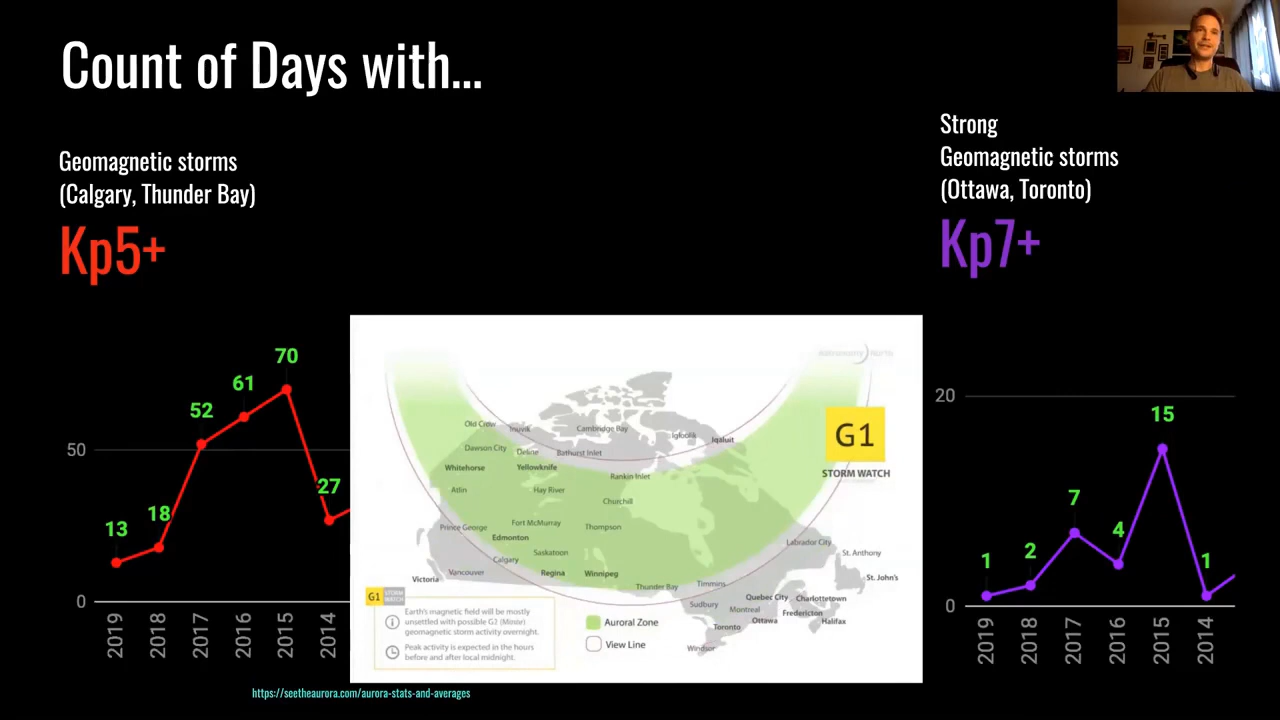 Count of Days with...
Geomagnetic storms
(Calgary, Thunder Bay)
Kp5+
Strong
Geomagnetic storms
(Ottawa, Toronto)
Kp7+
50
0
13
18
52
61
70
27
2019
2018
2017
2016
2015
2014
Astronomy North
G1
STORM WATCH
Old Crow
Inuvik
Cambridge Bay
Igloolik
Iqaluit
Dawson City
Deline
Bathurst Inlet
Whitehorse
Yellowknife
Rankin Inlet
Atlin
Hay River
Churchill
Prince George
Fort McMurray
Thompson
Edmonton
Labrador City
Calgary
Saskatoon
St. Anthony
Vancouver
Regina
Winnipeg
Victoria
Thunder Bay
Timmins
St. John's
Sudbury
Quebec City
Charlottetown
Montreal
Fredericton
Toronto
Ottawa
Halifax
Windsor
G1 STORM WATCH
Earth's magnetic field will be mostly
unsettled with possible G1 (Minor)
geomagnetic storm activity overnight.
Peak activity is expected in the hours
before and after local midnight.
Auroral Zone
View Line
20
0
1
2
7
4
15
1
2019
2018
2017
2016
2015
2014
https://seetheaurora.com/aurora-stats-and-averages